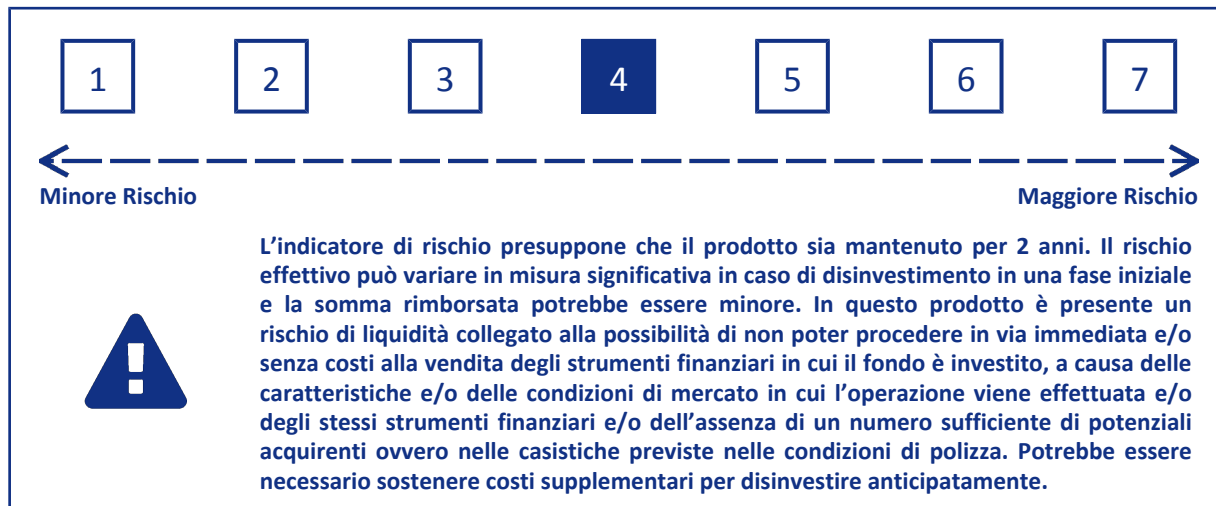 1 2 3 4 5 6 7
Minore Rischio Maggiore Rischio
L’indicatore di rischio presuppone che il prodotto sia mantenuto per 2 anni. Il rischio
effettivo può variare in misura significativa in caso di disinvestimento in una fase iniziale
e la somma rimborsata potrebbe essere minore. In questo prodotto è presente un
rischio di liquidità collegato alla possibilità di non poter procedere in via immediata e/o
senza costi alla vendita degli strumenti finanziari in cui il fondo è investito, a causa delle
caratteristiche e/o delle condizioni di mercato in cui l’operazione viene effettuata e/o
degli stessi strumenti finanziari e/o dell’assenza di un numero sufficiente di potenziali
acquirenti ovvero nelle casistiche previste nelle condizioni di polizza. Potrebbe essere
necessario sostenere costi supplementari per disinvestire anticipatamente.